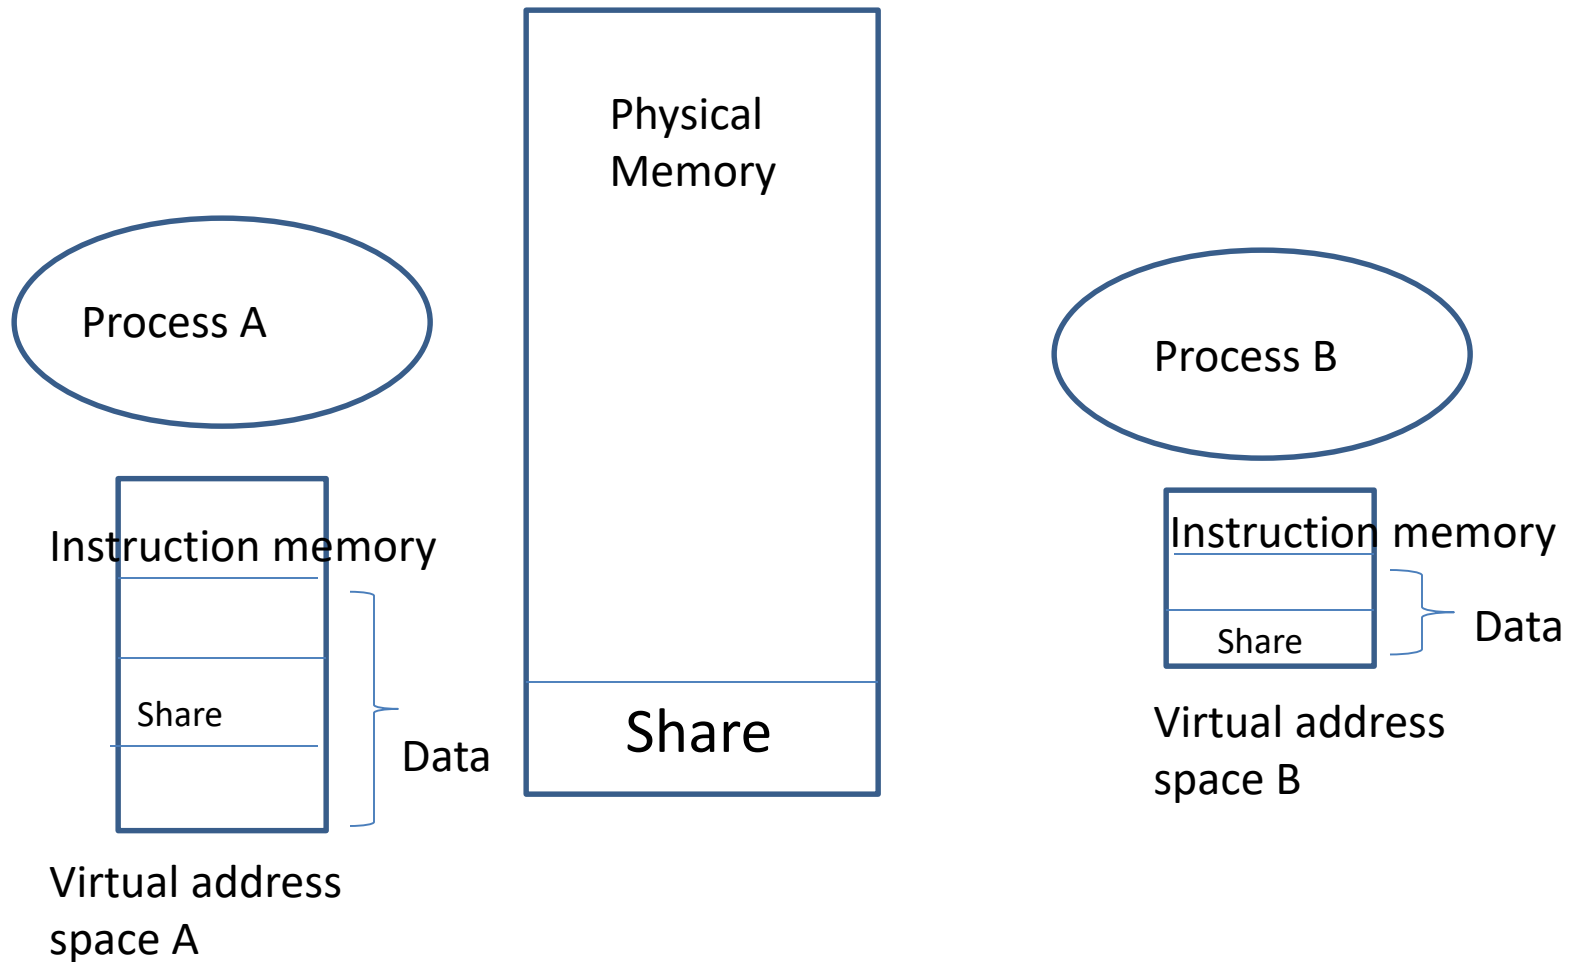 Physical
Memory
Process A
Process B
Instruction memory
Instruction memory
Share
Data
Share
Share
Data
Virtual address
space B
Virtual address
space A